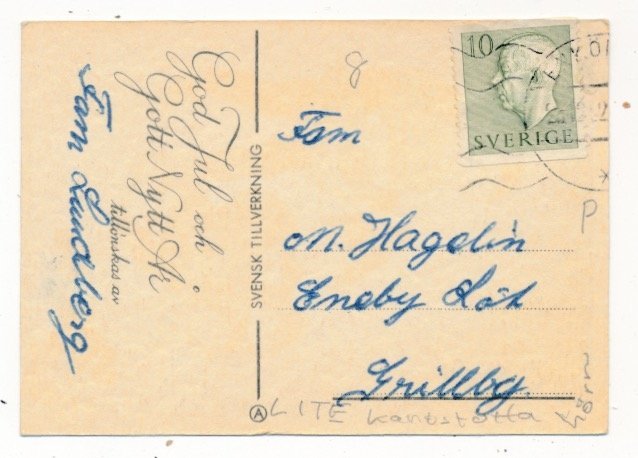 God Jul och
Gott Nytt År
tillönskas av
Fam Lundberg
SVENSK TILLVERKNING
A
8
10
SVERIGE
Fam
M. Hagelin
Eneby Löt
Grillby.
P
LITE kantstötta hörn